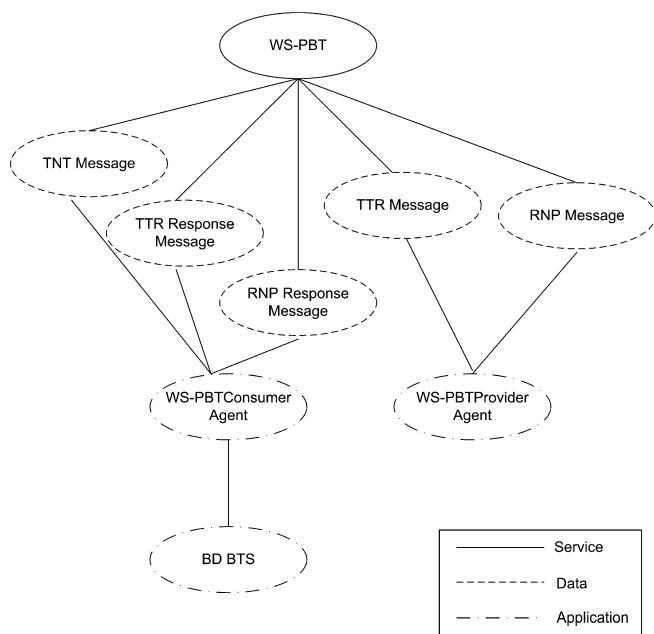 WS-PBT
TNT Message
TTR Response
Message
TTR Message
RNP Message
RNP Response
Message
WS-PBTConsumer
Agent
WS-PBTProvider
Agent
BD BTS
Service
Data
Application